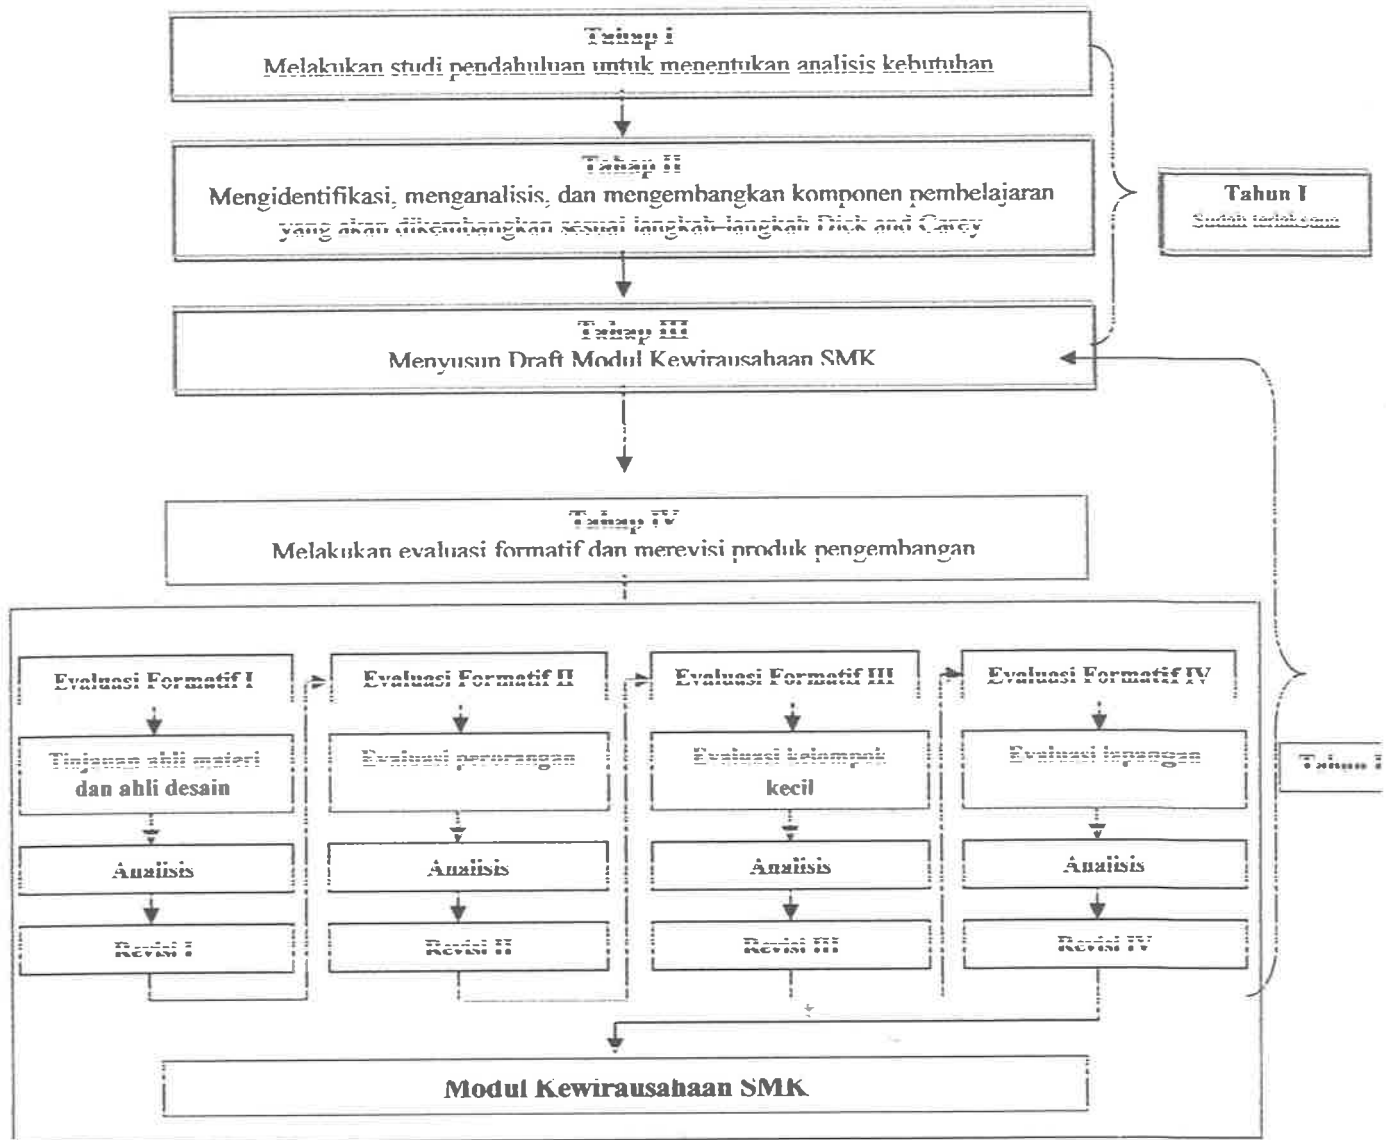 Tahap I
Melakukan studi pendahuluan untuk menentukan analisis kebutuhan
Tahap II
Mengidentifikasi, menganalisis, dan mengembangkan komponen pembelajaran
yang akan dikembangkan sesuai langkah-langkah Dick and Carey
Tahun I
Sudah terlaksana
Tahap III
Menyusun Draft Modul Kewirausahaan SMK
Tahap IV
Melakukan evaluasi formatif dan merevisi produk pengembangan
Evaluasi Formatif I
Evaluasi Formatif II
Evaluasi Formatif III
Evaluasi Formatif IV
Tinjauan ahli materi
dan ahli desain
Evaluasi perorangan
Evaluasi kelompok
kecil
Evaluasi lapangan
Tahun
Analisis
Analisis
Analisis
Analisis
Revisi I
Revisi II
Revisi III
Revisi IV
Modul Kewirausahaan SMK